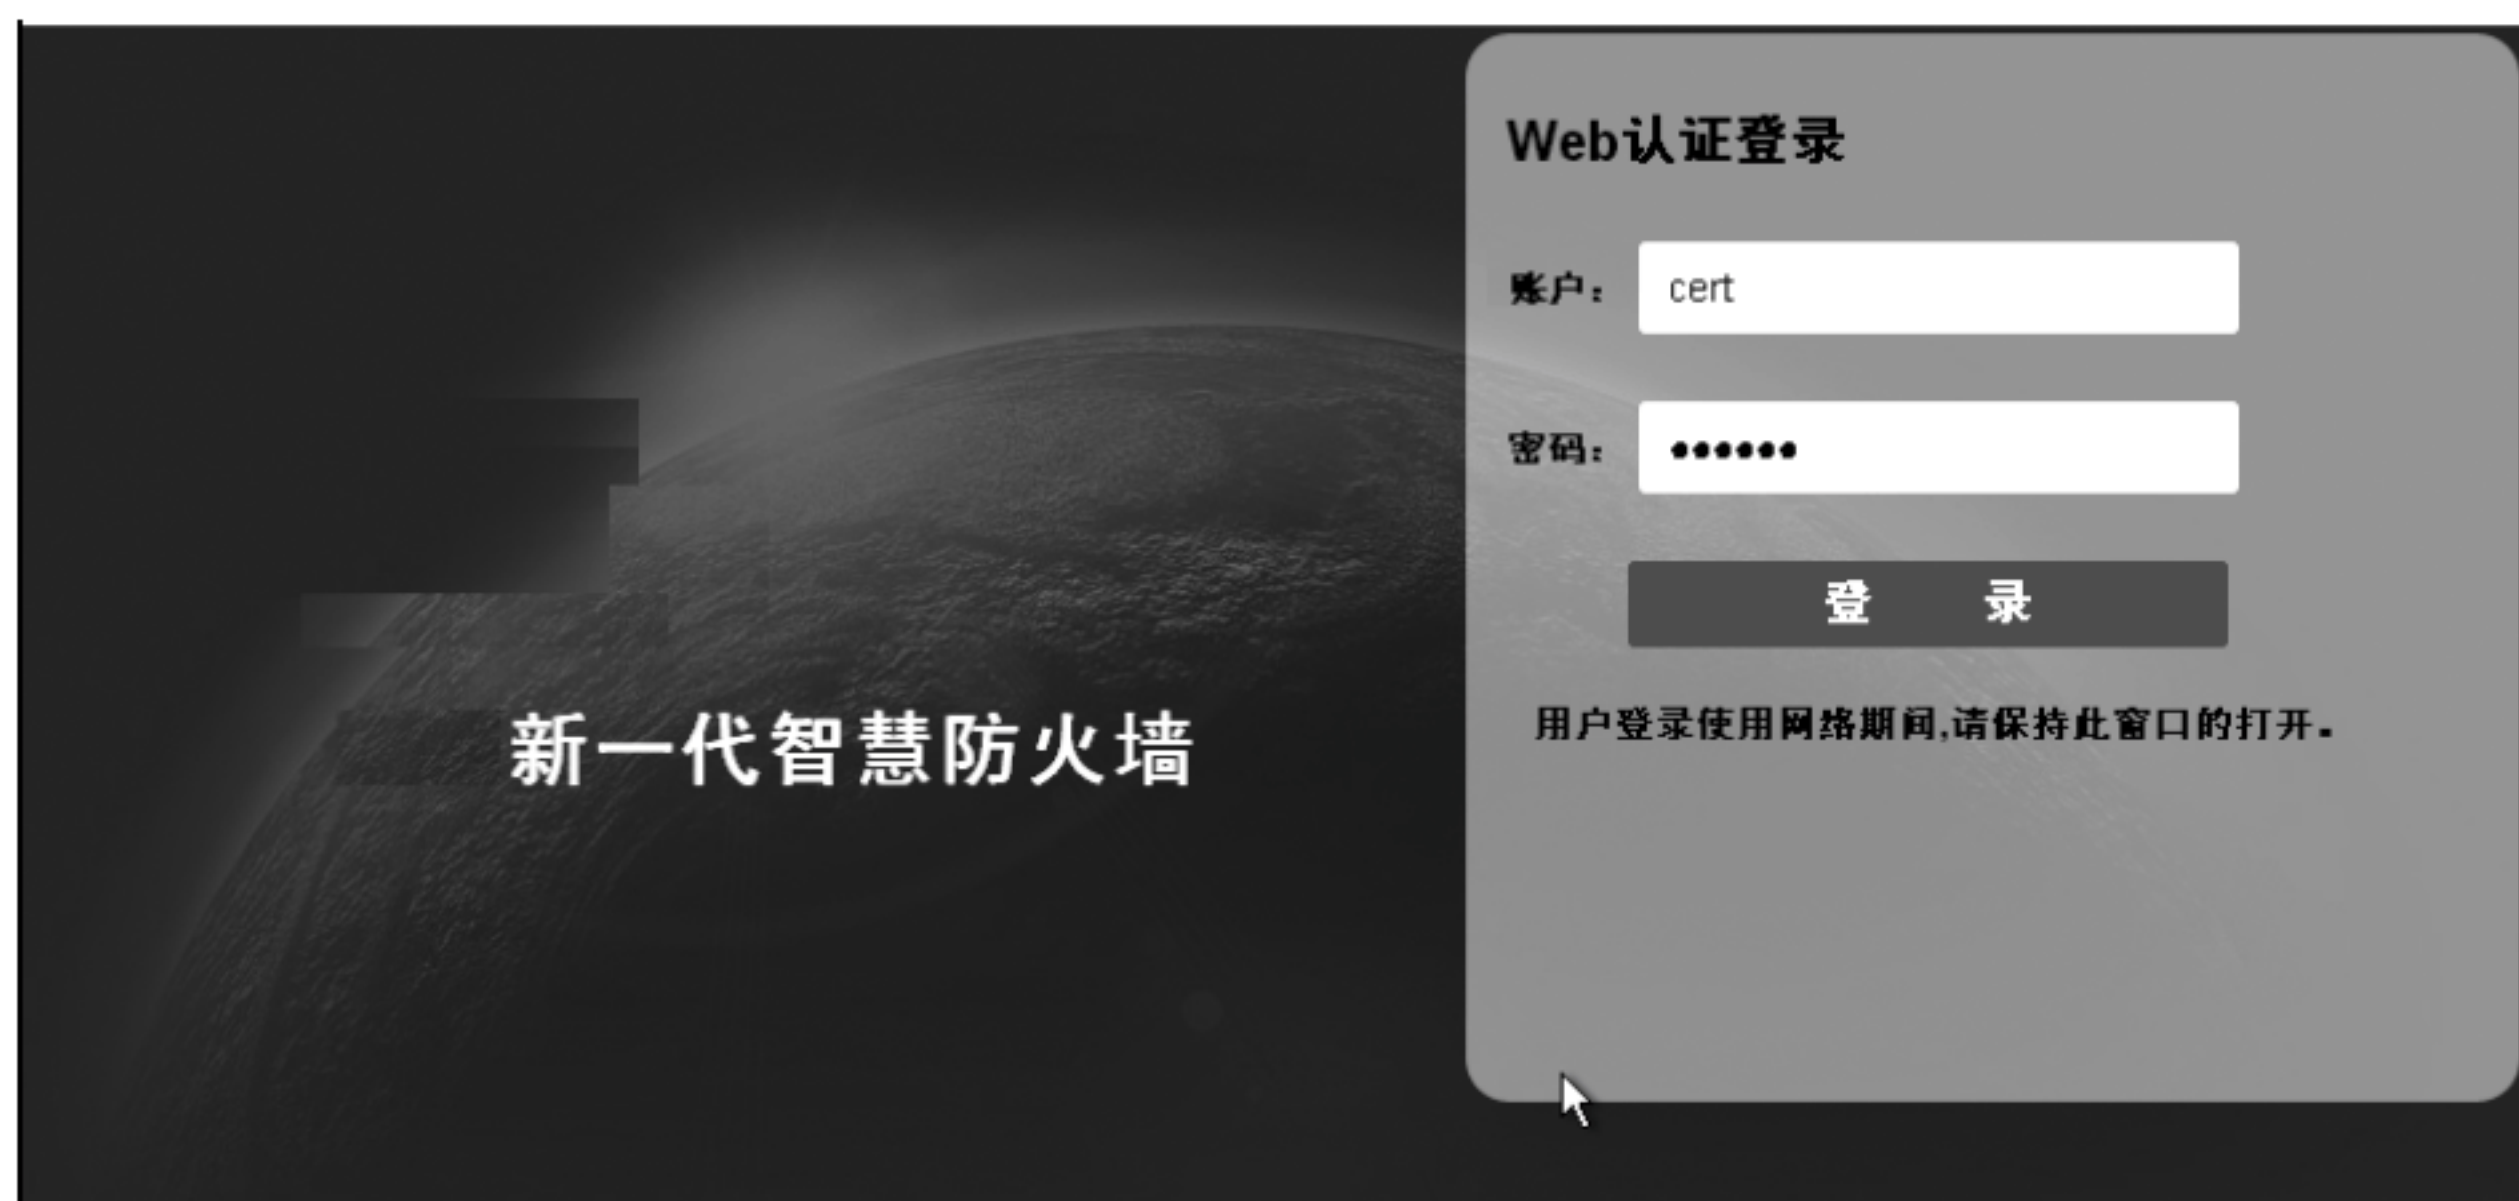 Web认证登录
账户： cert
密码： ••••••
登 录
用户登录使用网络期间,请保持此窗口的打开。
新一代智慧防火墙